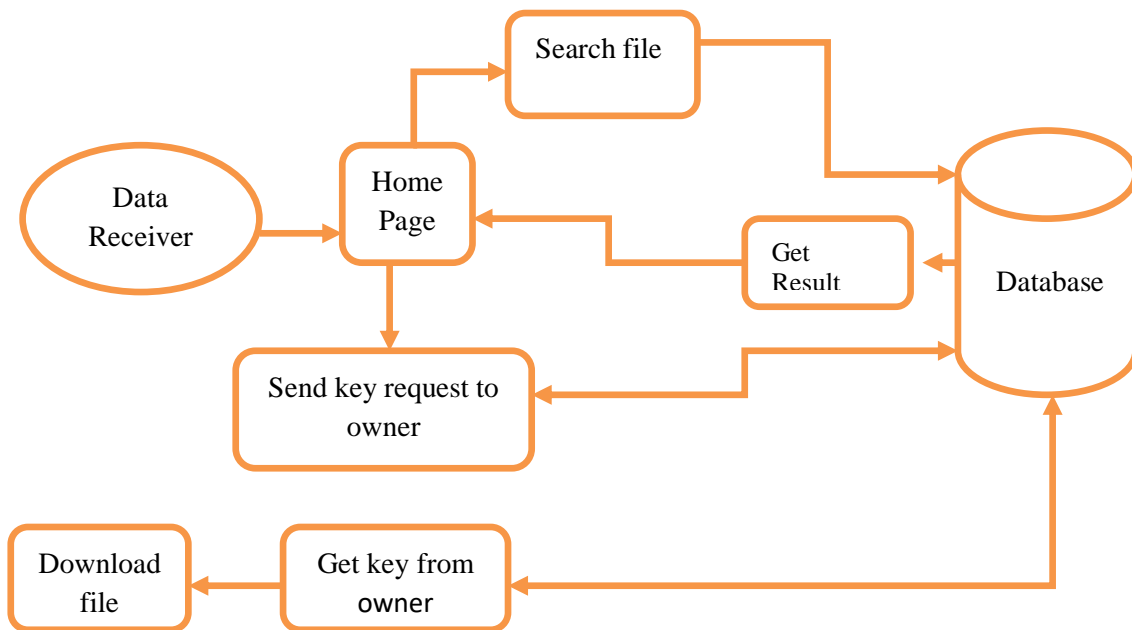 Search file
Data
Receiver
Home
Page
Get
Result
Database
Send key request to
owner
Download
file
Get key from
owner